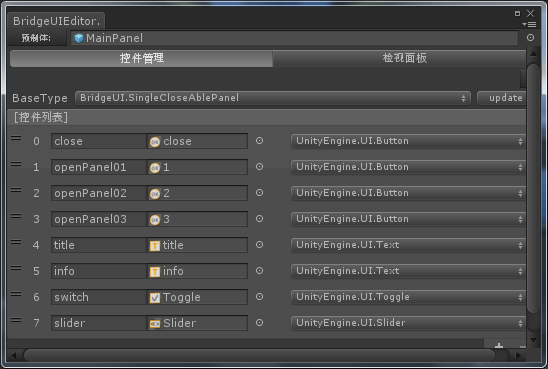 BridgeUIEditor.
预制体: MainPanel
控件管理 检视面板
BaseType BridgeUI.SingleCloseAblePanel update
[控件列表]
0 close close UnityEngine.UI.Button
1 openPanel01 1 UnityEngine.UI.Button
2 openPanel02 2 UnityEngine.UI.Button
3 openPanel03 3 UnityEngine.UI.Button
4 title title UnityEngine.UI.Text
5 info info UnityEngine.UI.Text
6 switch Toggle UnityEngine.UI.Toggle
7 slider Slider UnityEngine.UI.Slider